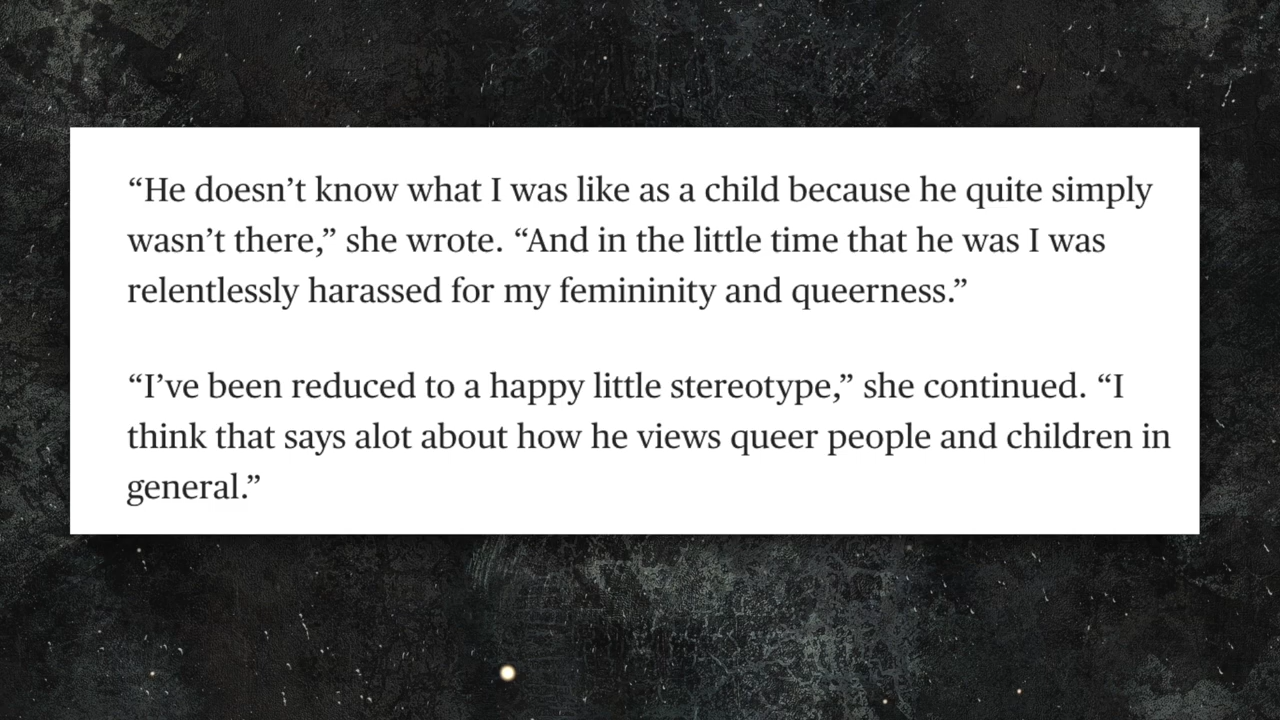 “He doesn’t know what I was like as a child because he quite simply
wasn’t there,” she wrote. “And in the little time that he was I was
relentlessly harassed for my femininity and queerness.”
“I’ve been reduced to a happy little stereotype,” she continued. “I
think that says alot about how he views queer people and children in
general.”